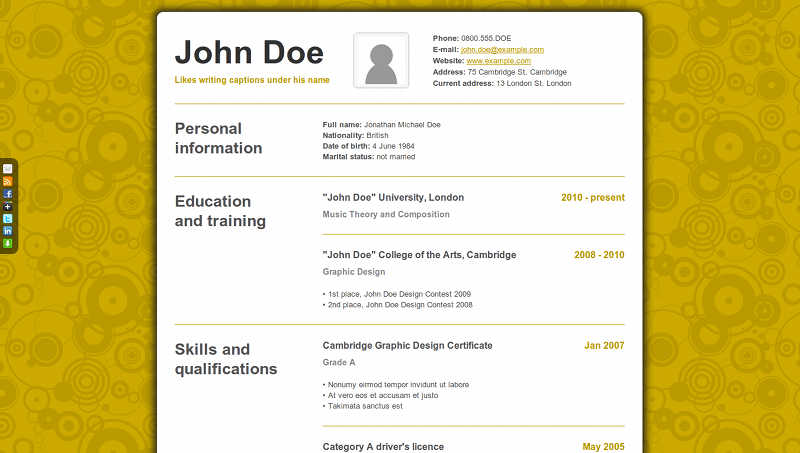 John Doe
Likes writing captions under his name
Phone: 0800.555.DOE
E-mail: john.doe@example.com
Website: www.example.com
Address: 75 Cambridge St. Cambridge
Current address: 13 London St. London
Personal
information
Full name: Jonathan Michael Doe
Nationality: British
Date of birth: 4 June 1984
Marital status: not married
Education
and training
"John Doe" University, London 2010 - present
Music Theory and Composition
"John Doe" College of the Arts, Cambridge 2008 - 2010
Graphic Design
• 1st place, John Doe Design Contest 2009
• 2nd place, John Doe Design Contest 2008
Skills and
qualifications
Cambridge Graphic Design Certificate Jan 2007
Grade A
• Nonumy eirmod tempor invidunt ut labore
• At vero eos et accusam et justo
• Takimata sanctus est
Category A driver's licence May 2005